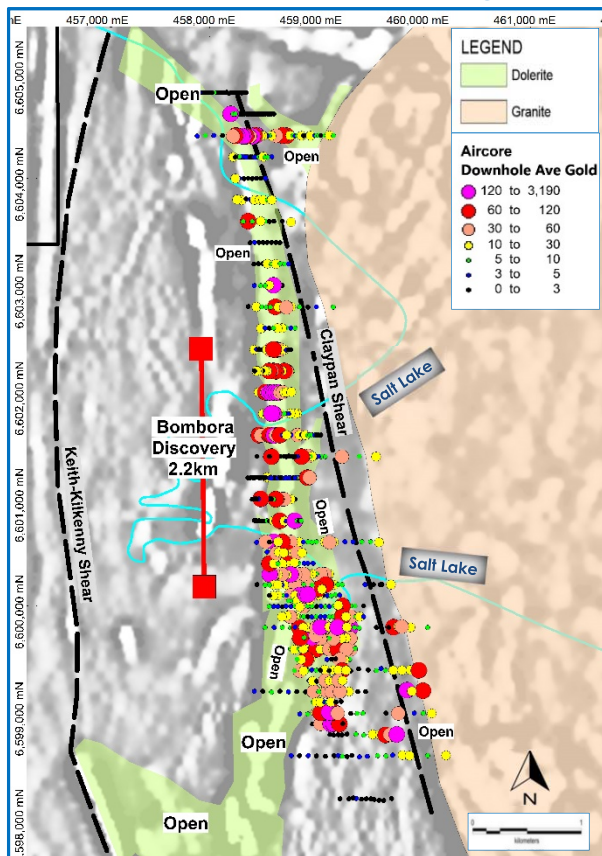 457,000 mE
458,000 mE
459,000 mE
460,000 mE
461,000 mE
6,605,000 mN
6,604,000 mN
6,603,000 mN
6,602,000 mN
6,601,000 mN
6,600,000 mN
6,599,000 mN
LEGEND
Dolerite
Granite
Aircore
Downhole Ave Gold
120 to 3,190
60 to 120
30 to 60
10 to 30
5 to 10
3 to 5
0 to 3
Open
Open
Open
Claypan Shear
Salt Lake
Bombora
Discovery
2.2km
Keith-Kilkenny Shear
Open
Salt Lake
Open
Open
Open
Open
N
0
1
kilometers